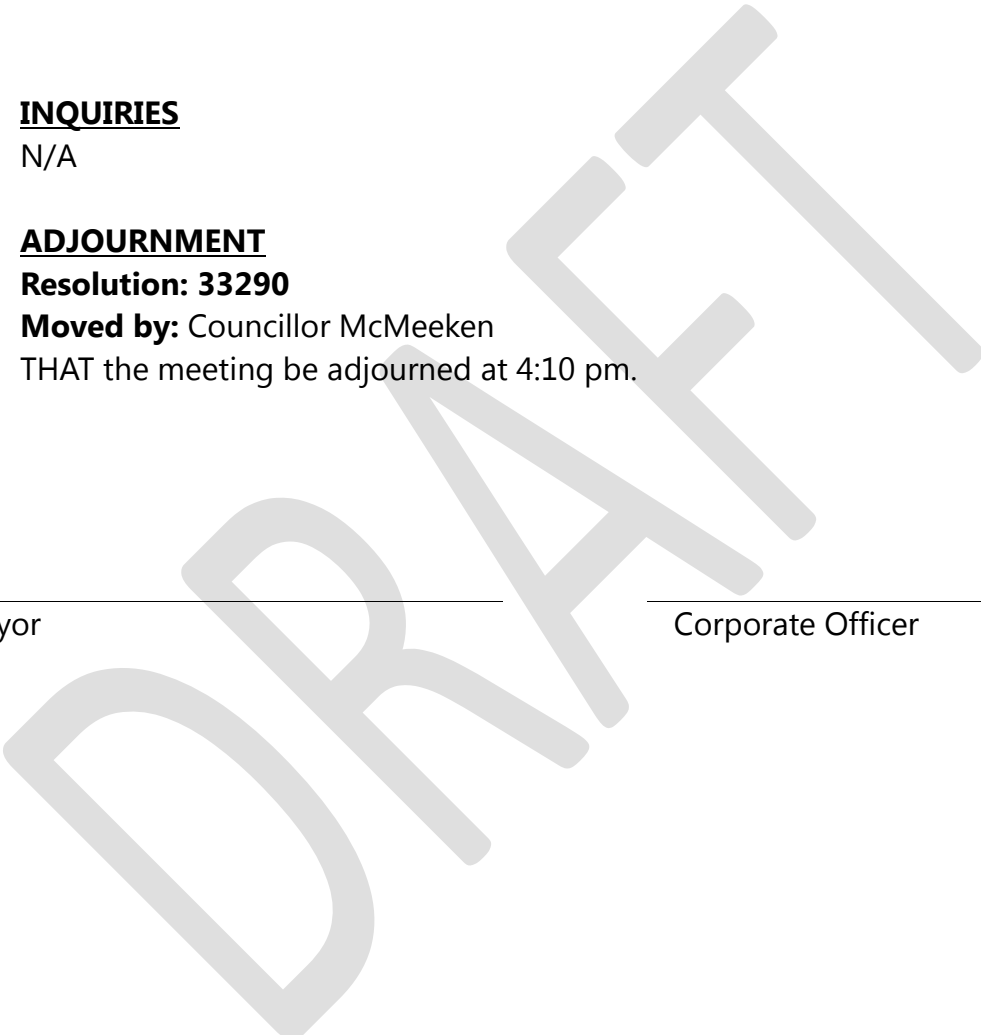 INQUIRIES
N/A
ADJOURNMENT
Resolution: 33290
Moved by: Councillor McMeeken
THAT the meeting be adjourned at 4:10 pm.
yor
Corporate Officer
DRAFT